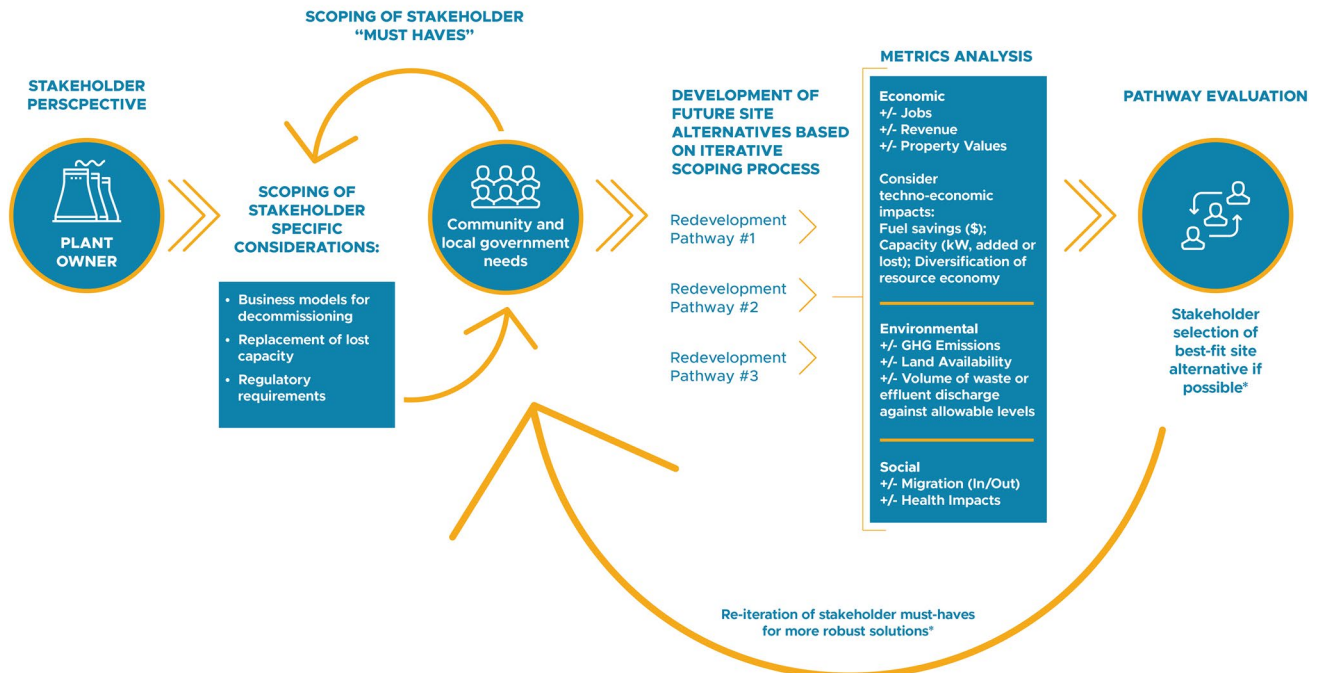 SCOPING OF STAKEHOLDER
“MUST HAVES”
STAKEHOLDER
PERSCPECTIVE
PLANT
OWNER
SCOPING OF
STAKEHOLDER
SPECIFIC
CONSIDERATIONS:
• Business models for
decommissioning
• Replacement of lost
capacity
• Regulatory
requirements
Community and
local government
needs
DEVELOPMENT OF
FUTURE SITE
ALTERNATIVES BASED
ON ITERATIVE
SCOPING PROCESS
Redevelopment
Pathway #1
Redevelopment
Pathway #2
Redevelopment
Pathway #3
METRICS ANALYSIS
Economic
+/- Jobs
+/- Revenue
+/- Property Values
Consider
techno-economic
impacts:
Fuel savings ($);
Capacity (kW, added or
lost); Diversification of
resource economy
Environmental
+/- GHG Emissions
+/- Land Availability
+/- Volume of waste or
effluent discharge
against allowable levels
Social
+/- Migration (In/Out)
+/- Health Impacts
PATHWAY EVALUATION
Stakeholder
selection of
best-fit site
alternative if
possible*
Re-iteration of stakeholder must-haves
for more robust solutions*